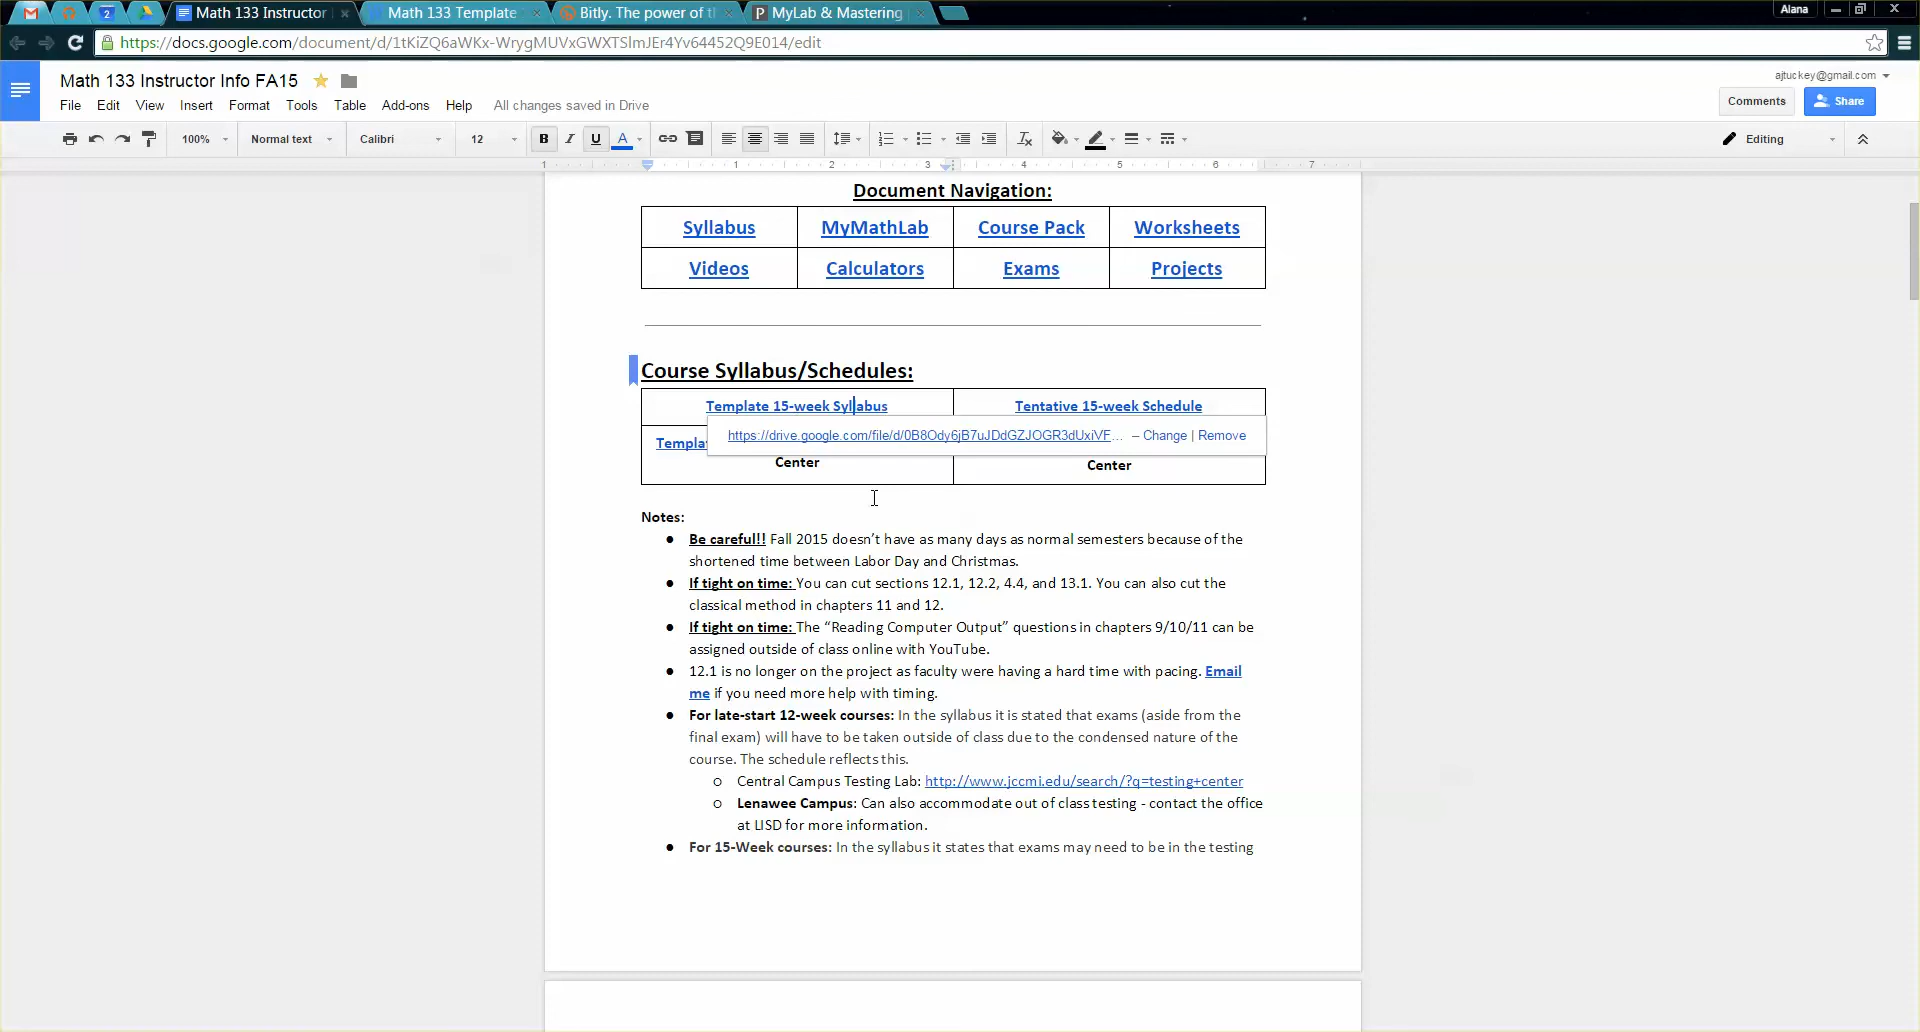 Math 133 Instructor
Math 133 Template
Bitly. The power of t
MyLab & Mastering
Alana
2
https://docs.google.com/document/d/1tKiZQ6aWKx-WrygMUVxGWXTSlmJEr4Yv64452Q9E014/edit
Math 133 Instructor Info FA15
ajtuckey@gmail.com
File Edit View Insert Format Tools Table Add-ons Help All changes saved in Drive
Comments
Share
100% Normal text Calibri 12 B I U A
Editing
1 1 2 3 4 5 6 7
Document Navigation:
Syllabus MyMathLab Course Pack Worksheets
Videos Calculators Exams Projects
Course Syllabus/Schedules:
Template 15-week Syllabus Tentative 15-week Schedule
https://drive.google.com/file/d/0B8Ody6jB7uJDdGZJOGR3dUxiVF... – Change | Remove
Templa
Center Center
Notes:
● Be careful!! Fall 2015 doesn’t have as many days as normal semesters because of the
shortened time between Labor Day and Christmas.
● If tight on time: You can cut sections 12.1, 12.2, 4.4, and 13.1. You can also cut the
classical method in chapters 11 and 12.
● If tight on time: The “Reading Computer Output” questions in chapters 9/10/11 can be
assigned outside of class online with YouTube.
● 12.1 is no longer on the project as faculty were having a hard time with pacing. Email
me if you need more help with timing.
● For late-start 12-week courses: In the syllabus it is stated that exams (aside from the
final exam) will have to be taken outside of class due to the condensed nature of the
course. The schedule reflects this.
○ Central Campus Testing Lab: http://www.jccmi.edu/search/?q=testing+center
○ Lenawee Campus: Can also accommodate out of class testing - contact the office
at LISD for more information.
● For 15-Week courses: In the syllabus it states that exams may need to be in the testing